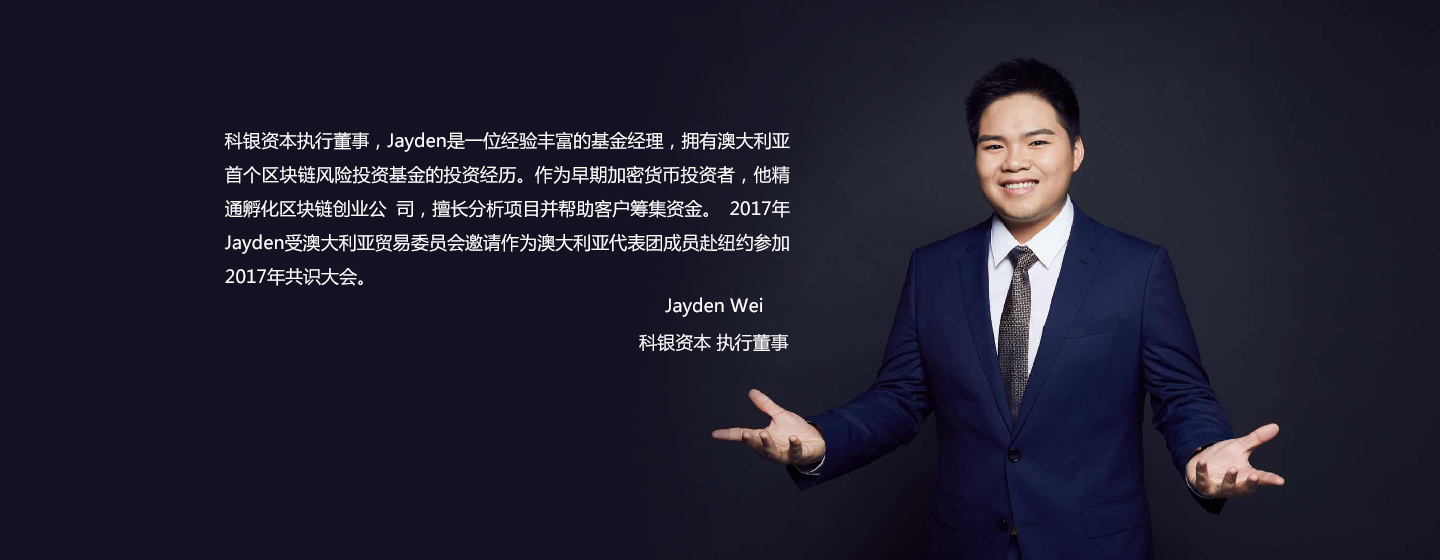 科银资本执行董事，Jayden是一位经验丰富的基金经理，拥有澳大利亚
首个区块链风险投资基金的投资经历。作为早期加密货币投资者，他精
通孵化区块链创业公 司，擅长分析项目并帮助客户筹集资金。 2017年
Jayden受澳大利亚贸易委员会邀请作为澳大利亚代表团成员赴纽约参加
2017年共识大会。
Jayden Wei
科银资本 执行董事